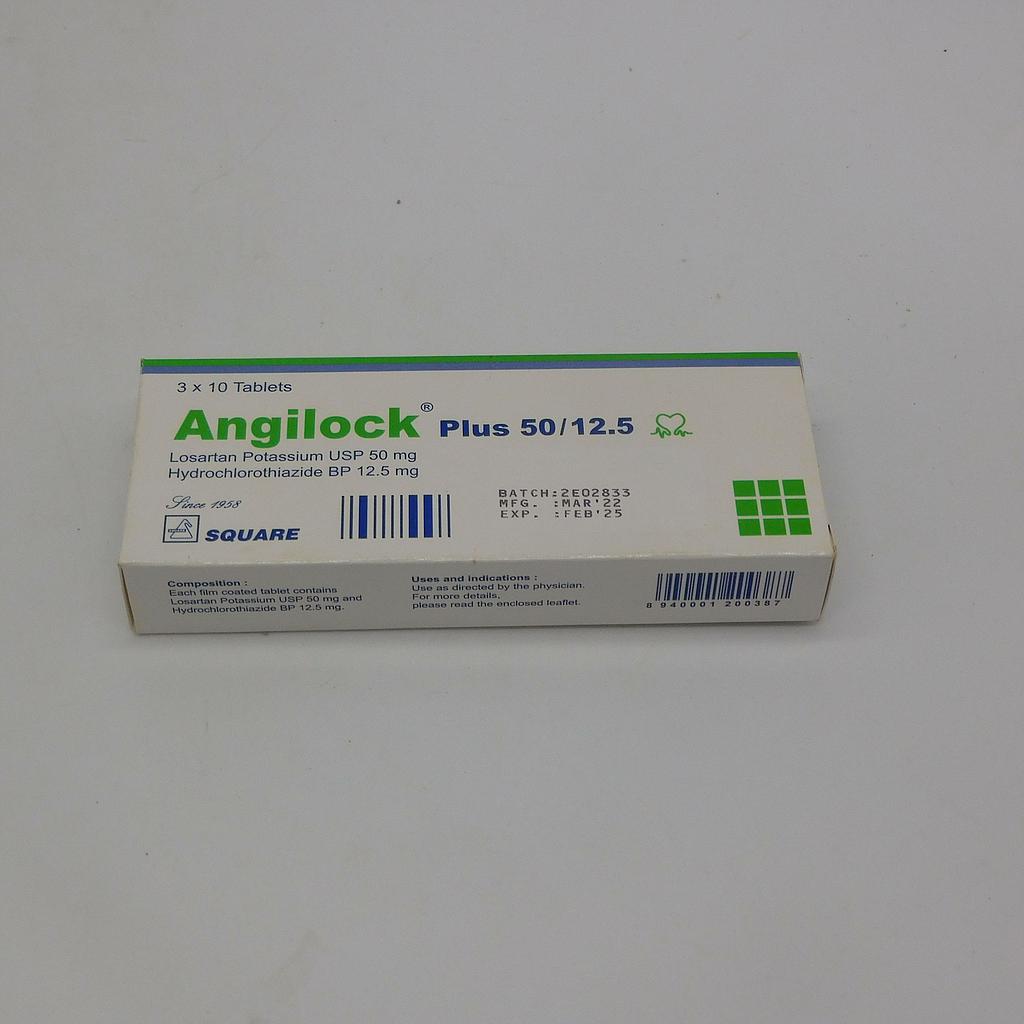 3 x 10 Tablets
Angilock® Plus 50/12.5
Losartan Potassium USP 50 mg
Hydrochlorothiazide BP 12.5 mg
Since 1958
SQUARE
BATCH:2E02833
MFG. :MAR'22
EXP. :FEB'25
Composition :
Each film coated tablet contains
Losartan Potassium USP 50 mg and
Hydrochlorothiazide BP 12.5 mg.
Uses and indications :
Use as directed by the physician.
For more details,
please read the enclosed leaflet.
8 940001 200387